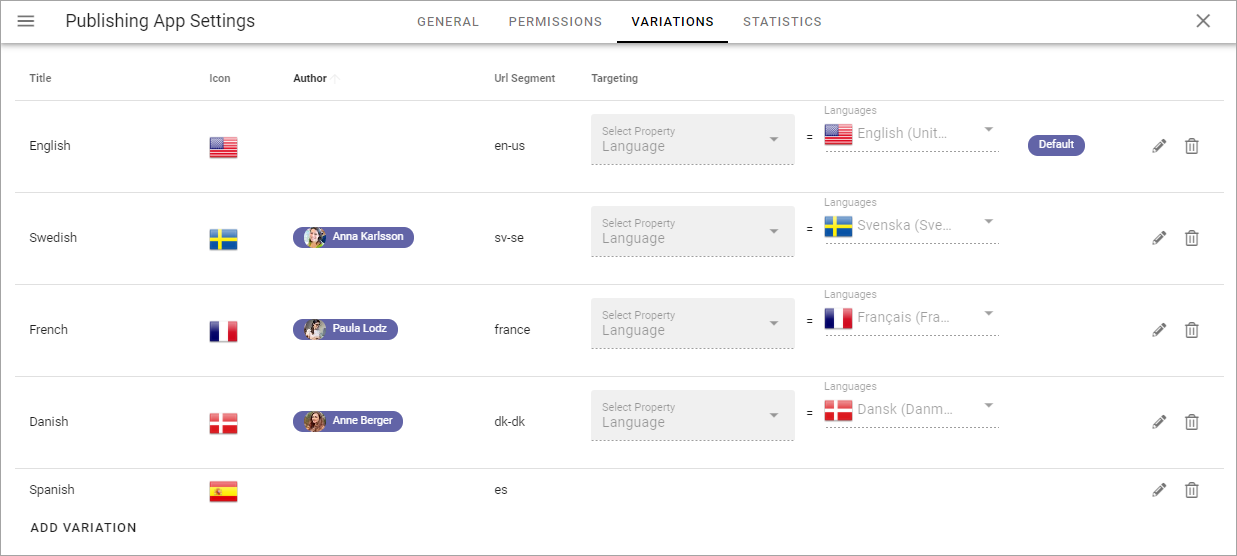 Publishing App Settings GENERAL PERMISSIONS VARIATIONS STATISTICS
Title Icon Author Url Segment Targeting
Languages
Select Property
English en-us Language = English (Unit... Default
Languages
Select Property
Swedish Anna Karlsson sv-se Language = Svenska (Sve...
Languages
Select Property
French Paula Lodz france Language = Français (Fra...
Languages
Select Property
Danish Anne Berger dk-dk Language = Dansk (Danm...
Spanish es
ADD VARIATION